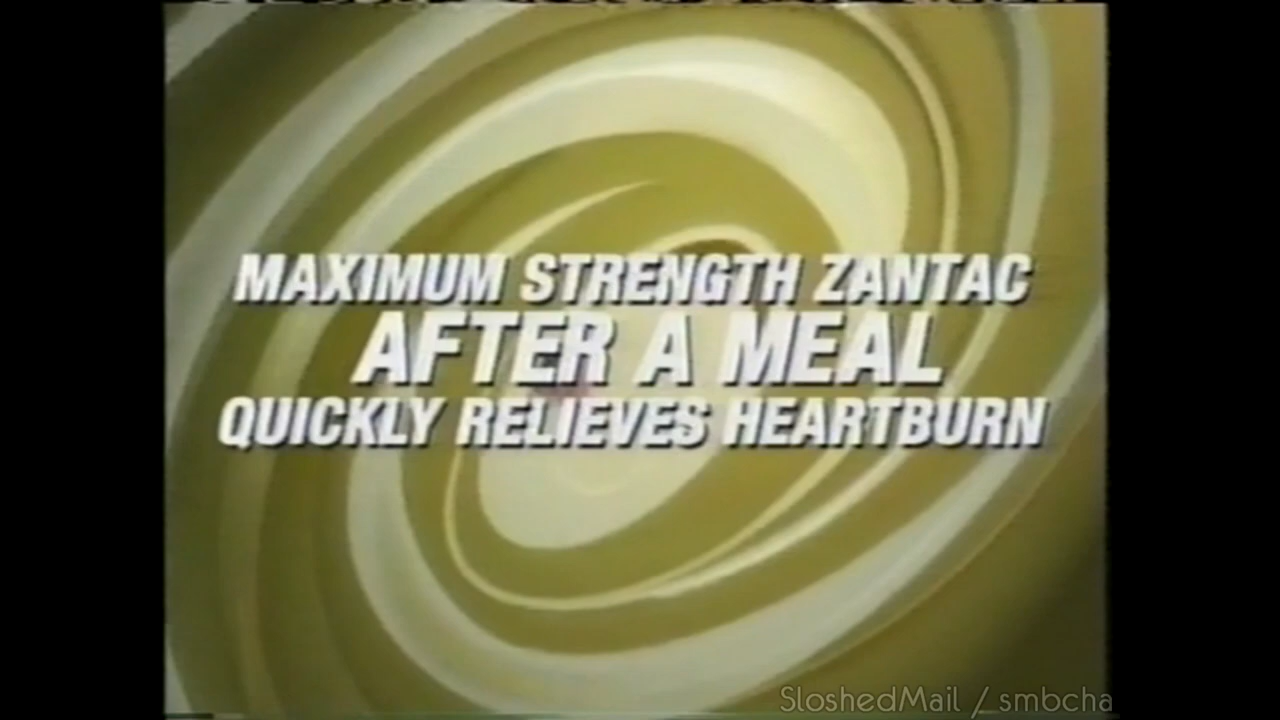 MAXIMUM STRENGTH ZANTAC
AFTER A MEAL
QUICKLY RELIEVES HEARTBURN
SloshedMail / smbcha